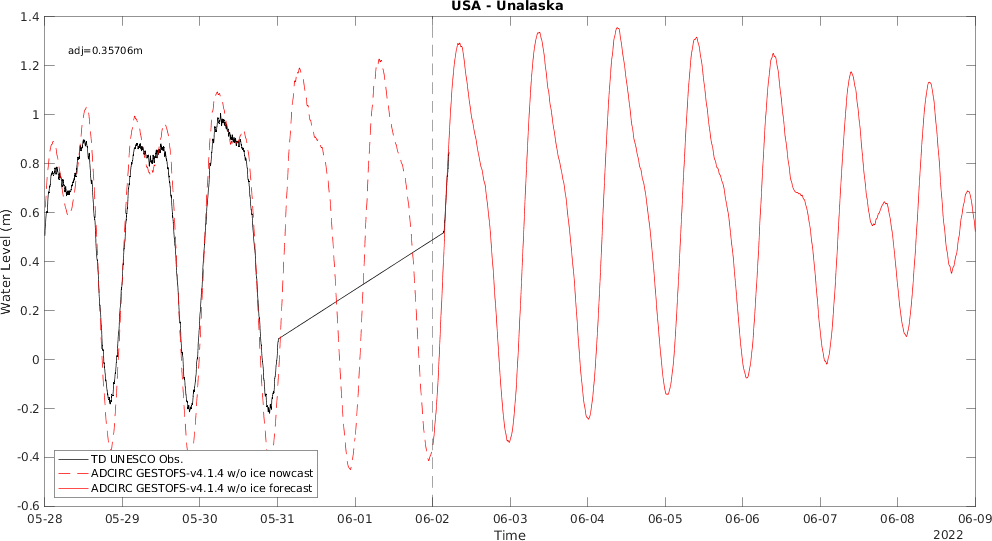 USA - Unalaska
adj=0.35706m
Water Level (m)
1.4
1.2
1
0.8
0.6
0.4
0.2
0
-0.2
-0.4
-0.6
TD UNESCO Obs.
ADCIRC GESTOFS-v4.1.4 w/o ice nowcast
ADCIRC GESTOFS-v4.1.4 w/o ice forecast
05-28 05-29 05-30 05-31 06-01 06-02 06-03 06-04 06-05 06-06 06-07 06-08 06-09
Time
2022